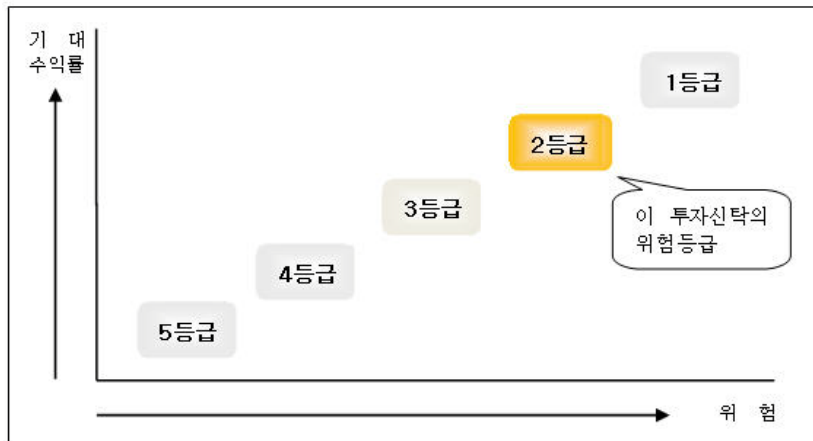 기 대
수익률
1등급
2등급
3등급
이 투자신탁의
위험등급
4등급
5등급
위 험